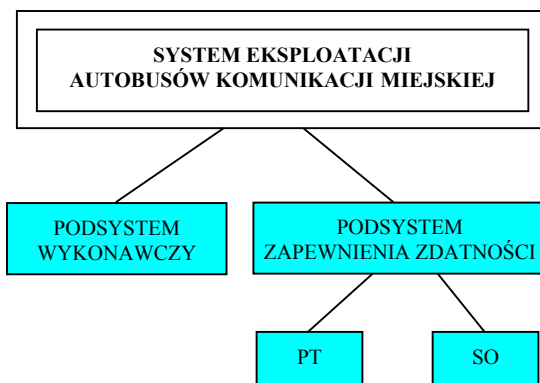 SYSTEM EKSPLOATACJI
AUTOBUSÓW KOMUNIKACJI MIEJSKIEJ
PODSYSTEM
WYKONAWCZY
PODSYSTEM
ZAPEWNIENIA ZDATNOŚCI
PT
SO